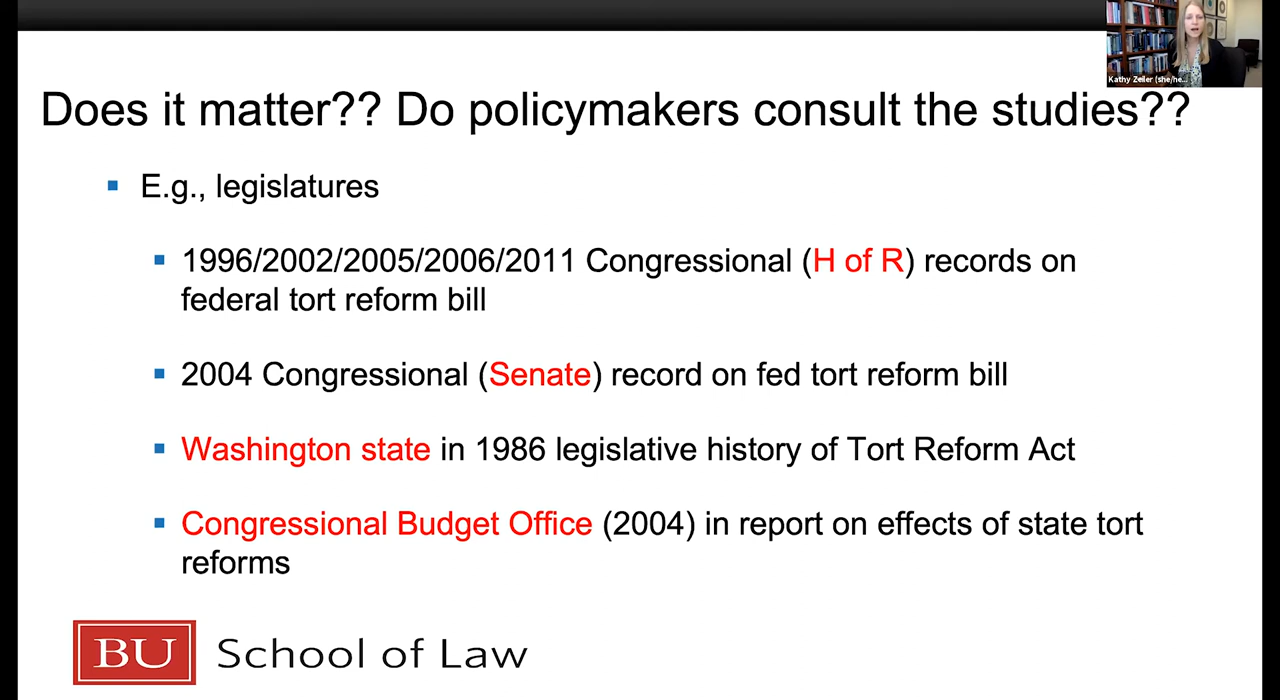 Kathy Zeiler (she/he...
Does it matter?? Do policymakers consult the studies??
E.g., legislatures
1996/2002/2005/2006/2011 Congressional (H of R) records on
federal tort reform bill
2004 Congressional (Senate) record on fed tort reform bill
Washington state in 1986 legislative history of Tort Reform Act
Congressional Budget Office (2004) in report on effects of state tort
reforms
BU School of Law